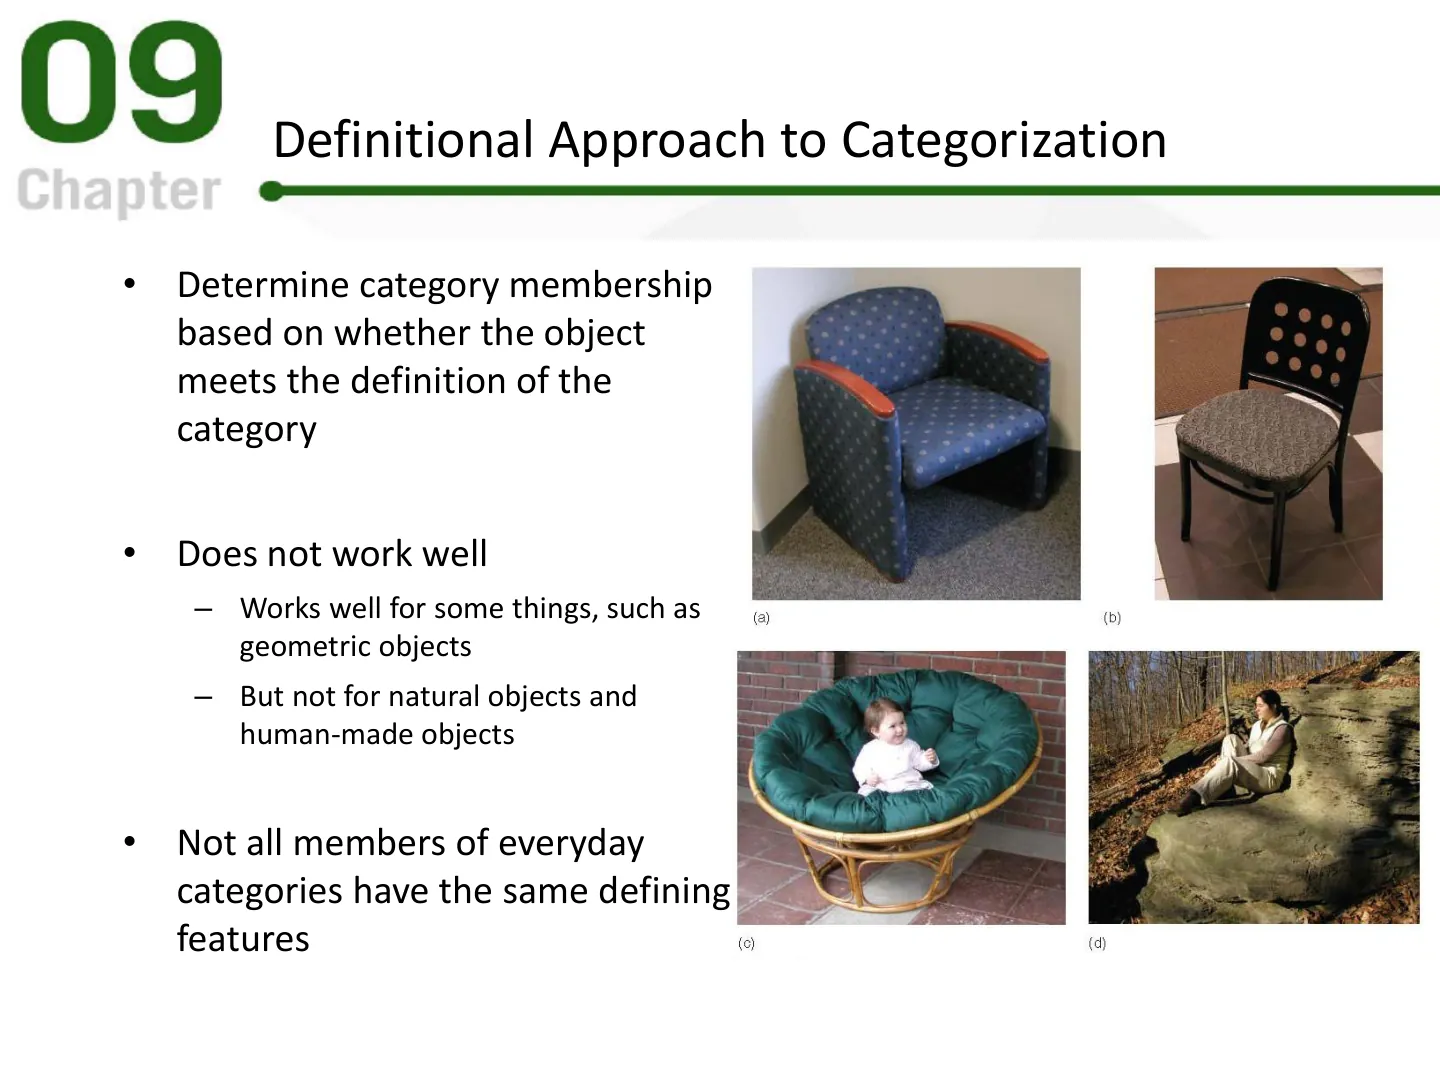 09
Chapter
Definitional Approach to Categorization
• Determine category membership
based on whether the object
meets the definition of the
category
• Does not work well
– Works well for some things, such as
geometric objects
– But not for natural objects and
human-made objects
• Not all members of everyday
categories have the same defining
features
(a)
(b)
(c)
(d)